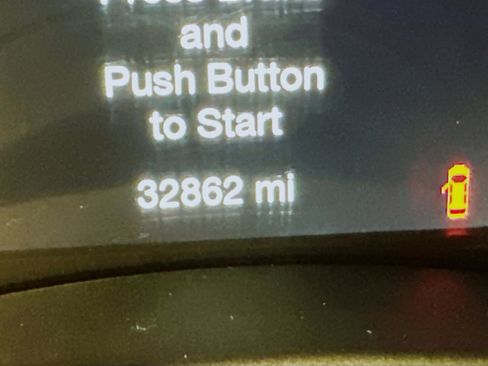 and
Push Button
to Start
32862 mi